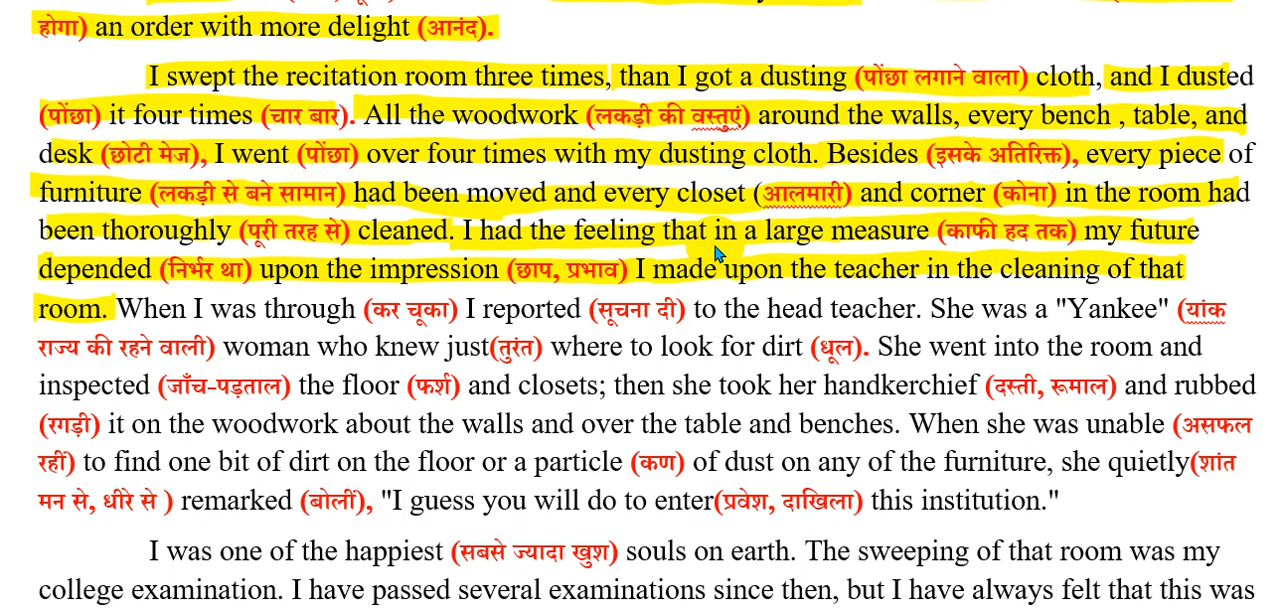 होगा) an order with more delight (आनंद).
I swept the recitation room three times, than I got a dusting (पोंछा लगाने वाला) cloth, and I dusted
(पोंछा) it four times (चार बार). All the woodwork (लकड़ी की वस्तुएं) around the walls, every bench , table, and
desk (छोटी मेज), I went (पोंछा) over four times with my dusting cloth. Besides (इसके अतिरिक्त), every piece of
furniture (लकड़ी से बने सामान) had been moved and every closet (आलमारी) and corner (कोना) in the room had
been thoroughly (पूरी तरह से) cleaned. I had the feeling that in a large measure (काफी हद तक) my future
depended (निर्भर था) upon the impression (छाप, प्रभाव) I made upon the teacher in the cleaning of that
room. When I was through (कर चूका) I reported (सूचना दी) to the head teacher. She was a "Yankee" (यांक
राज्य की रहने वाली) woman who knew just(तुरंत) where to look for dirt (धूल). She went into the room and
inspected (जाँच-पड़ताल) the floor (फर्श) and closets; then she took her handkerchief (दस्ती, रूमाल) and rubbed
(रगड़ी) it on the woodwork about the walls and over the table and benches. When she was unable (असफल
रहीं) to find one bit of dirt on the floor or a particle (कण) of dust on any of the furniture, she quietly(शांत
मन से, धीरे से ) remarked (बोलीं), "I guess you will do to enter(प्रवेश, दाखिला) this institution."
I was one of the happiest (सबसे ज्यादा खुश) souls on earth. The sweeping of that room was my
college examination. I have passed several examinations since then, but I have always felt that this was